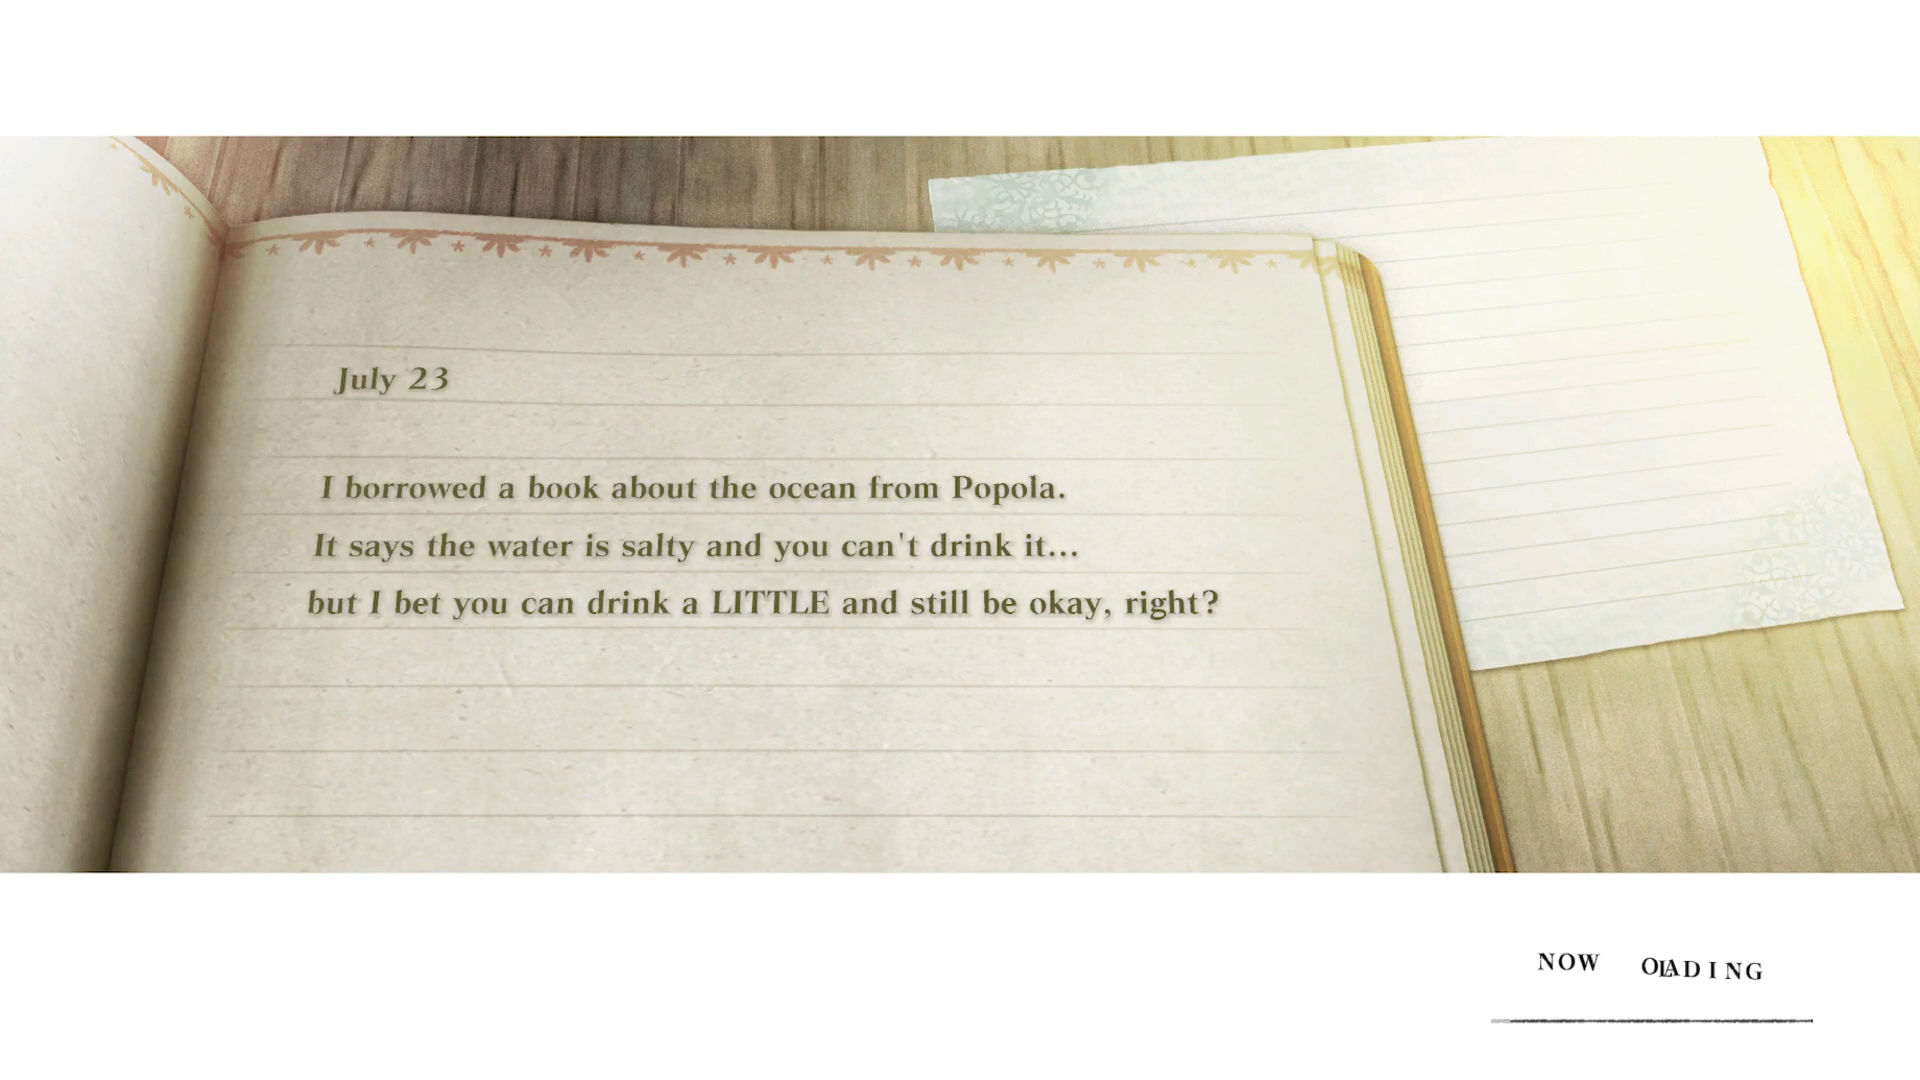 July 23
I borrowed a book about the ocean from Popola.
It says the water is salty and you can't drink it...
but I bet you can drink a LITTLE and still be okay, right?
NOW OLADING